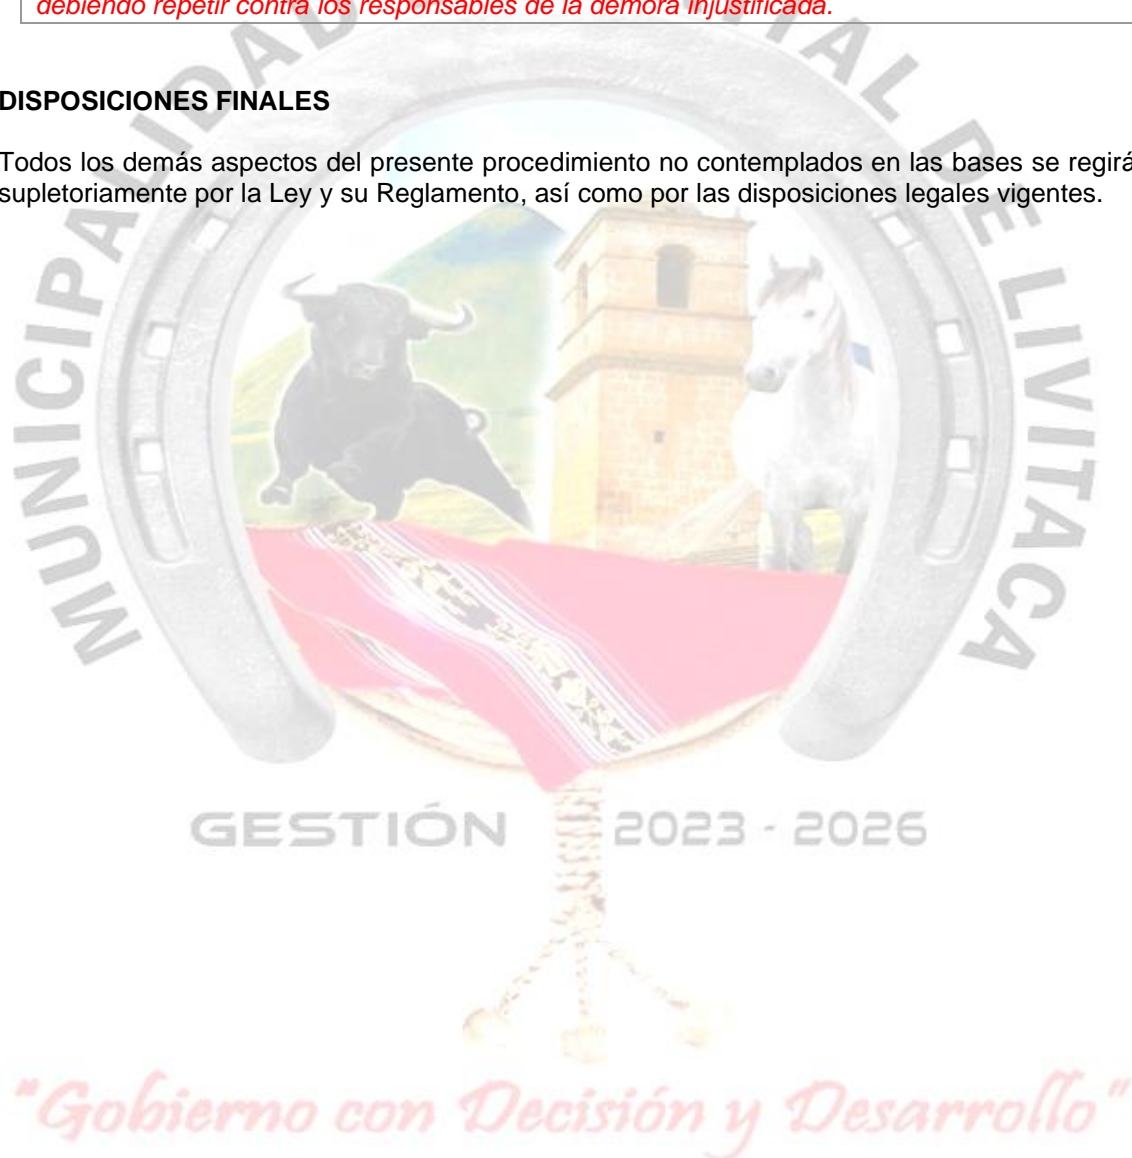 debiendo repetir contra los responsables de la demora injustificada.
DISPOSICIONES FINALES
Todos los demás aspectos del presente procedimiento no contemplados en las bases se regirá
supletoriamente por la Ley y su Reglamento, así como por las disposiciones legales vigentes.
MUNICIPALIDAD DE LIVITACA
GESTIÓN 2023 - 2026
"Gobierno con Decisión y Desarrollo"